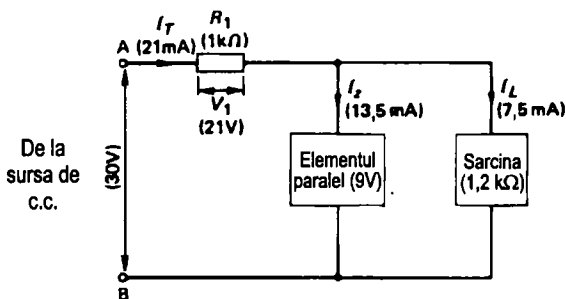 I_T
(21mA)
R_1
(1kΩ)
A
V_1
(21V)
I_z
(13,5 mA)
I_L
(7,5 mA)
De la
sursa de
c.c.
(30V)
Elementul
paralel (9V)
Sarcina
(1,2 kΩ)
B